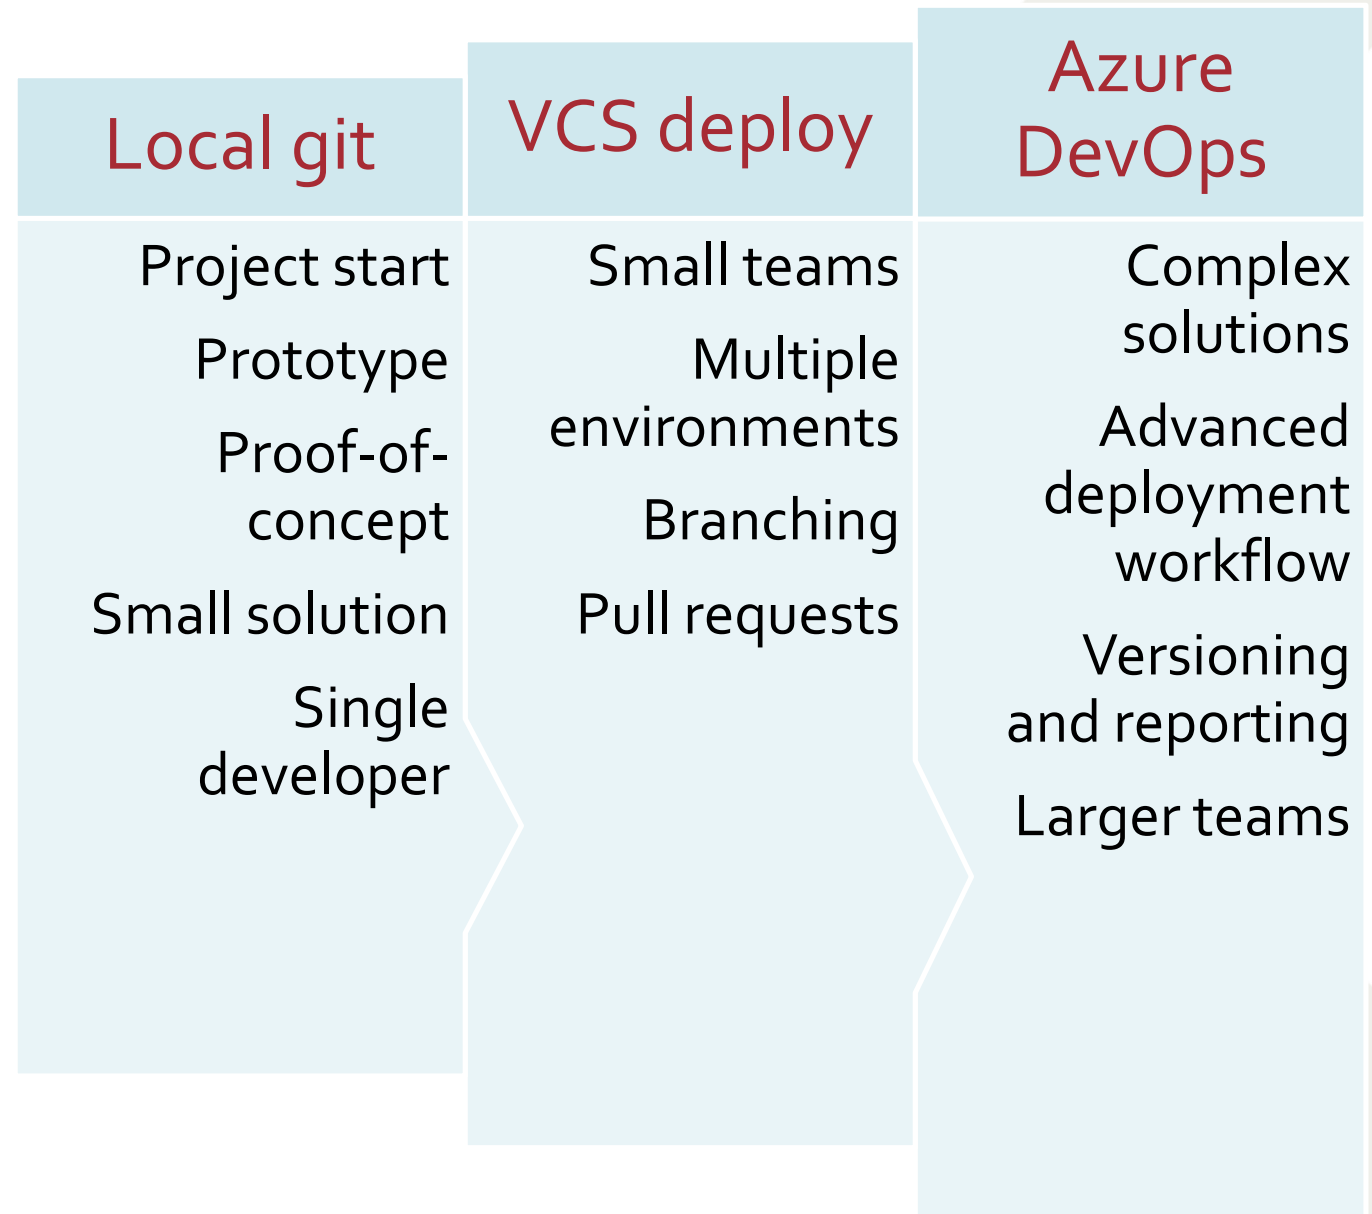 Local git
Project start
Prototype
Proof-of-
concept
Small solution
Single
developer
VCS deploy
Small teams
Multiple
environments
Branching
Pull requests
Azure
DevOps
Complex
solutions
Advanced
deployment
workflow
Versioning
and reporting
Larger teams